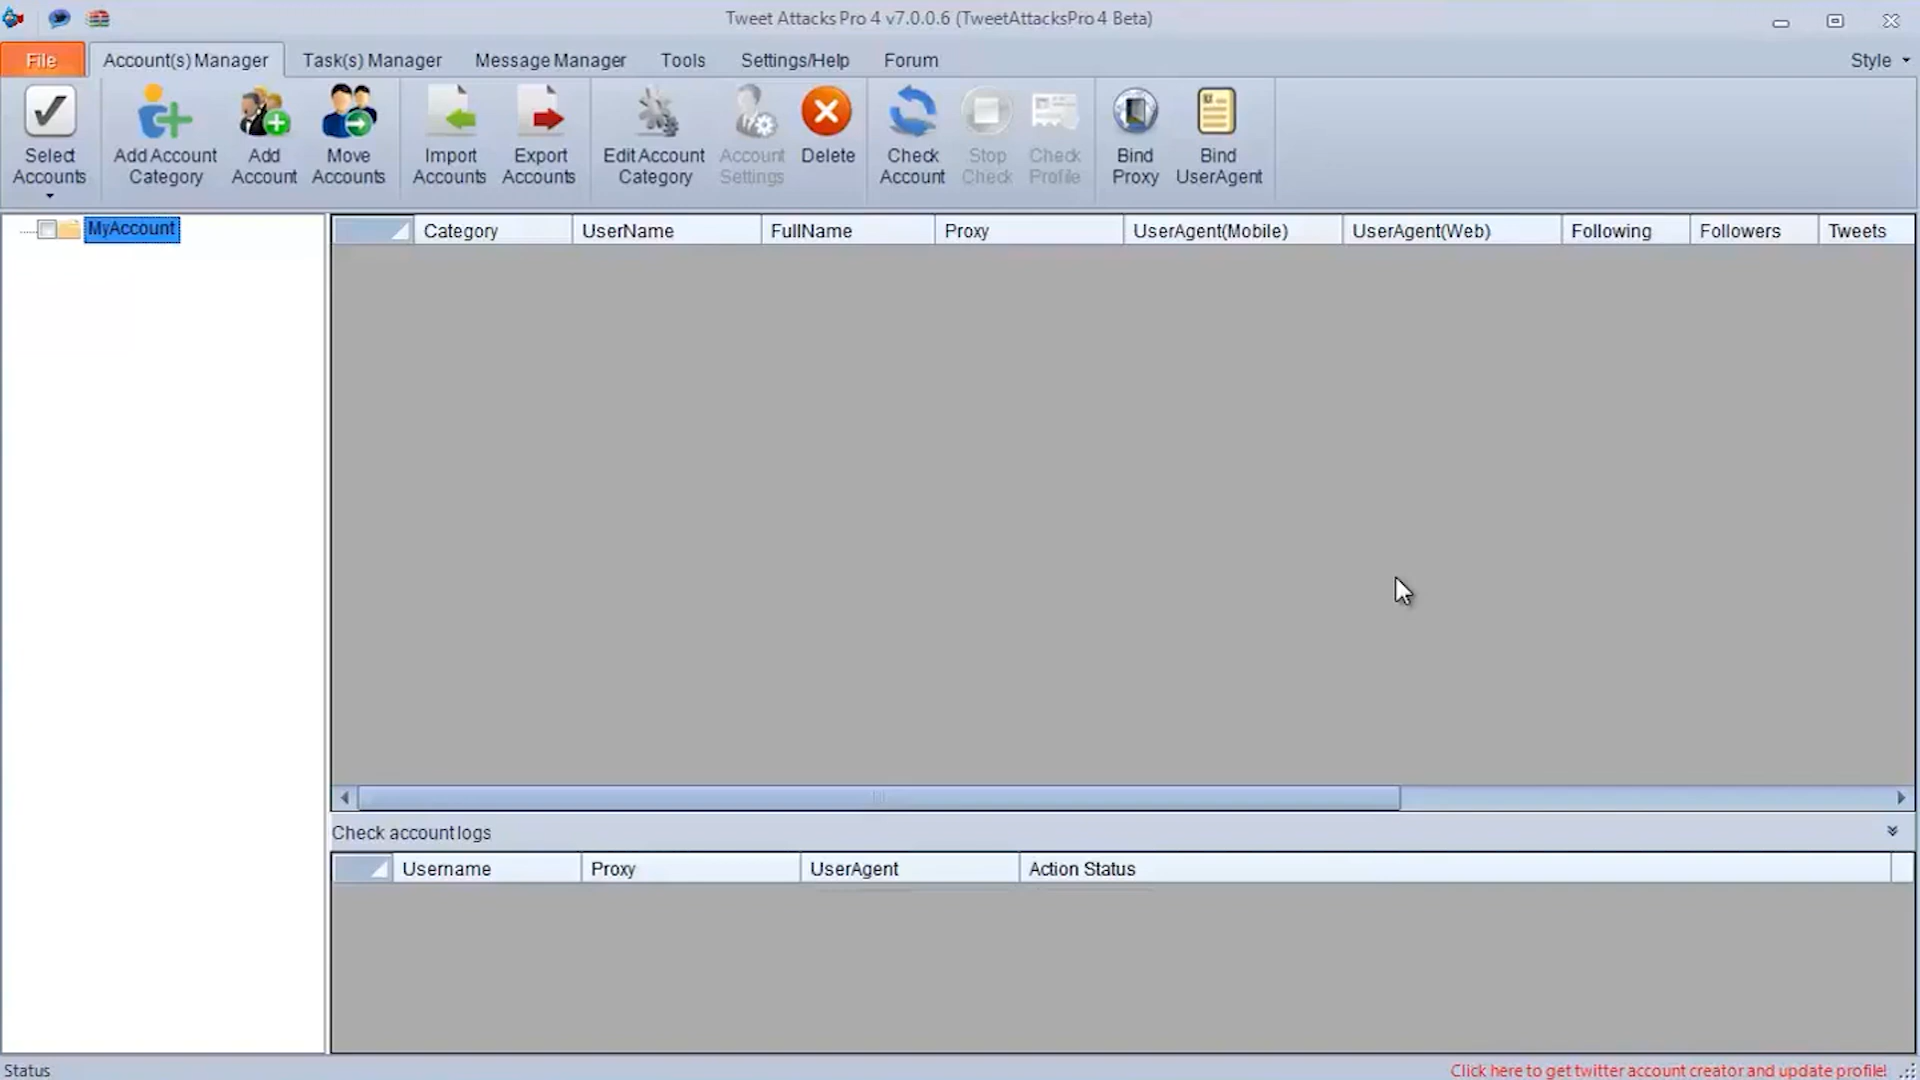 Tweet Attacks Pro 4 v7.0.0.6 (TweetAttacksPro 4 Beta)
File Account(s) Manager Task(s) Manager Message Manager Tools Settings/Help Forum Style
Select Accounts
Add Account Category
Add Account
Move Accounts
Import Accounts
Export Accounts
Edit Account Category
Account Settings
Delete
Check Account
Stop Check
Check Profile
Bind Proxy
Bind UserAgent
MyAccount
Category UserName FullName Proxy UserAgent(Mobile) UserAgent(Web) Following Followers Tweets
Check account logs
Username Proxy UserAgent Action Status
Status
Click here to get twitter account creator and update profile!